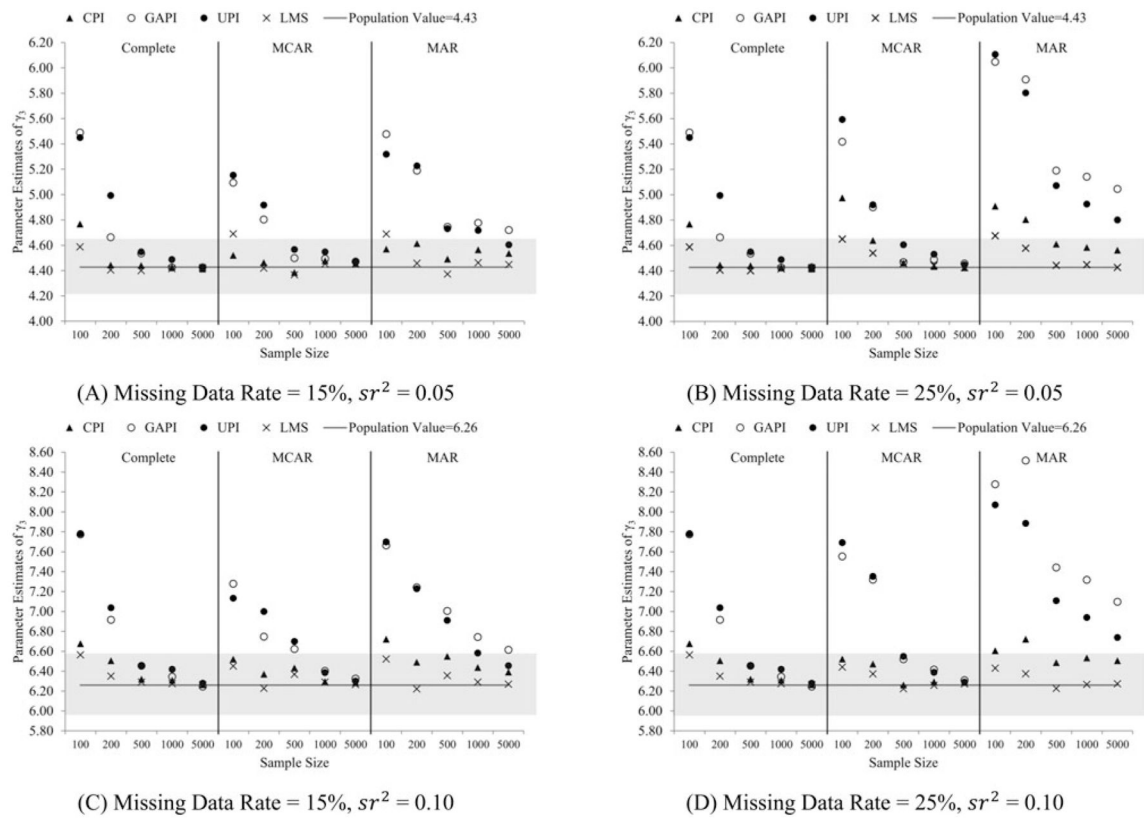 ▲ CPI ○ GAPI ● UPI × LMS — Population Value=4.43
Complete MCAR MAR
Parameter Estimates of γ₃
6.20
6.00
5.80
5.60
5.40
5.20
5.00
4.80
4.60
4.40
4.20
4.00
100 200 500 1000 5000 100 200 500 1000 5000 100 200 500 1000 5000
Sample Size
(A) Missing Data Rate = 15%, sr² = 0.05
▲ CPI ○ GAPI ● UPI × LMS — Population Value=4.43
Complete MCAR MAR
Parameter Estimates of γ₃
6.20
6.00
5.80
5.60
5.40
5.20
5.00
4.80
4.60
4.40
4.20
4.00
100 200 500 1000 5000 100 200 500 1000 5000 100 200 500 1000 5000
Sample Size
(B) Missing Data Rate = 25%, sr² = 0.05
▲ CPI ○ GAPI ● UPI × LMS — Population Value=6.26
Complete MCAR MAR
Parameter Estimates of γ₃
8.60
8.40
8.20
8.00
7.80
7.60
7.40
7.20
7.00
6.80
6.60
6.40
6.20
6.00
5.80
100 200 500 1000 5000 100 200 500 1000 5000 100 200 500 1000 5000
Sample Size
(C) Missing Data Rate = 15%, sr² = 0.10
▲ CPI ○ GAPI ● UPI × LMS — Population Value=6.26
Complete MCAR MAR
Parameter Estimates of γ₃
8.60
8.40
8.20
8.00
7.80
7.60
7.40
7.20
7.00
6.80
6.60
6.40
6.20
6.00
5.80
100 200 500 1000 5000 100 200 500 1000 5000 100 200 500 1000 5000
Sample Size
(D) Missing Data Rate = 25%, sr² = 0.10